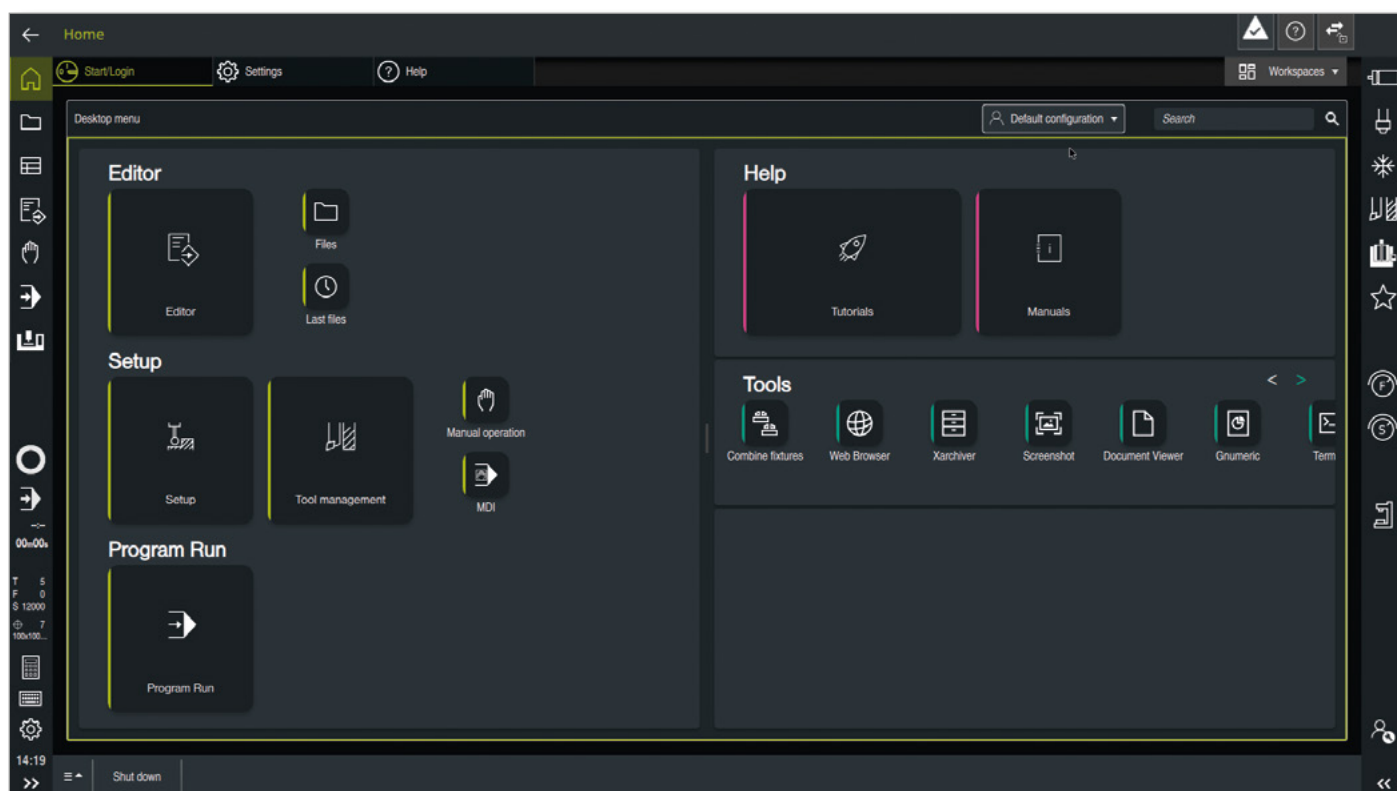 Home
Start/Login
Settings
Help
Workspaces
Desktop menu
Default configuration
Search
Editor
Editor
Files
Last files
Setup
Setup
Tool management
Manual operation
MDI
Program Run
Program Run
Help
Tutorials
Manuals
Tools
< >
Combine fixtures
Web Browser
Xarchiver
Screenshot
Document Viewer
Gnumeric
Term
F
S
00m00s
T 5
F 0
S 12000
7
100x100...
14:19
Shut down